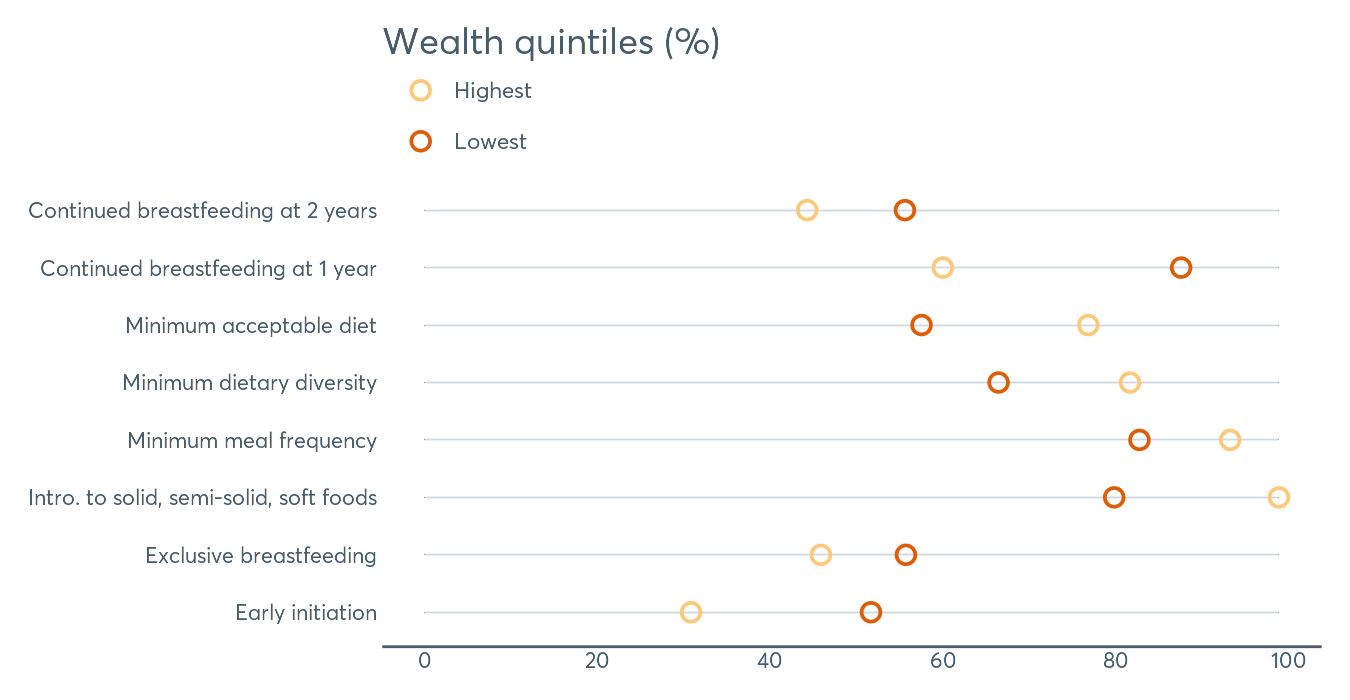 Wealth quintiles (%)
Highest
Lowest
Continued breastfeeding at 2 years
Continued breastfeeding at 1 year
Minimum acceptable diet
Minimum dietary diversity
Minimum meal frequency
Intro. to solid, semi-solid, soft foods
Exclusive breastfeeding
Early initiation
0 20 40 60 80 100